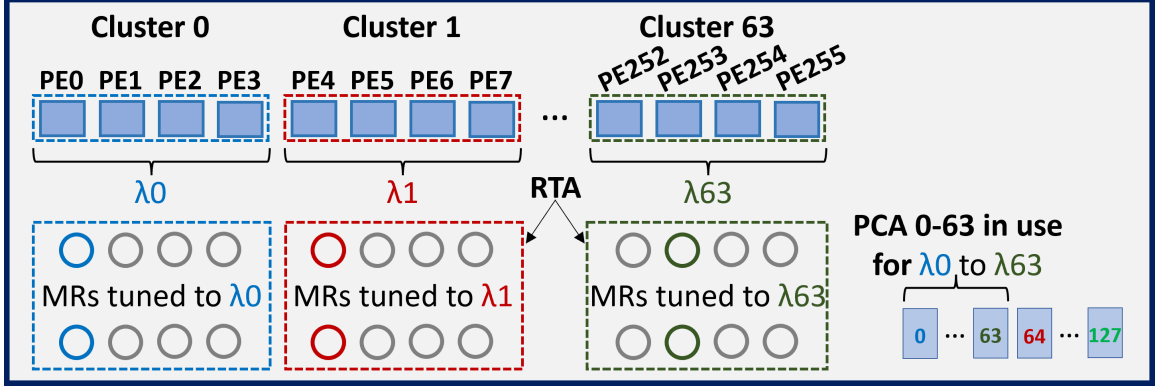 Cluster 0 Cluster 1 Cluster 63
PE0 PE1 PE2 PE3 PE4 PE5 PE6 PE7 ... PE252 PE253 PE254 PE255
λ0 λ1 RTA λ63
PCA 0-63 in use
for λ0 to λ63
MRs tuned to λ0 MRs tuned to λ1 MRs tuned to λ63
0 ... 63 64 ... 127